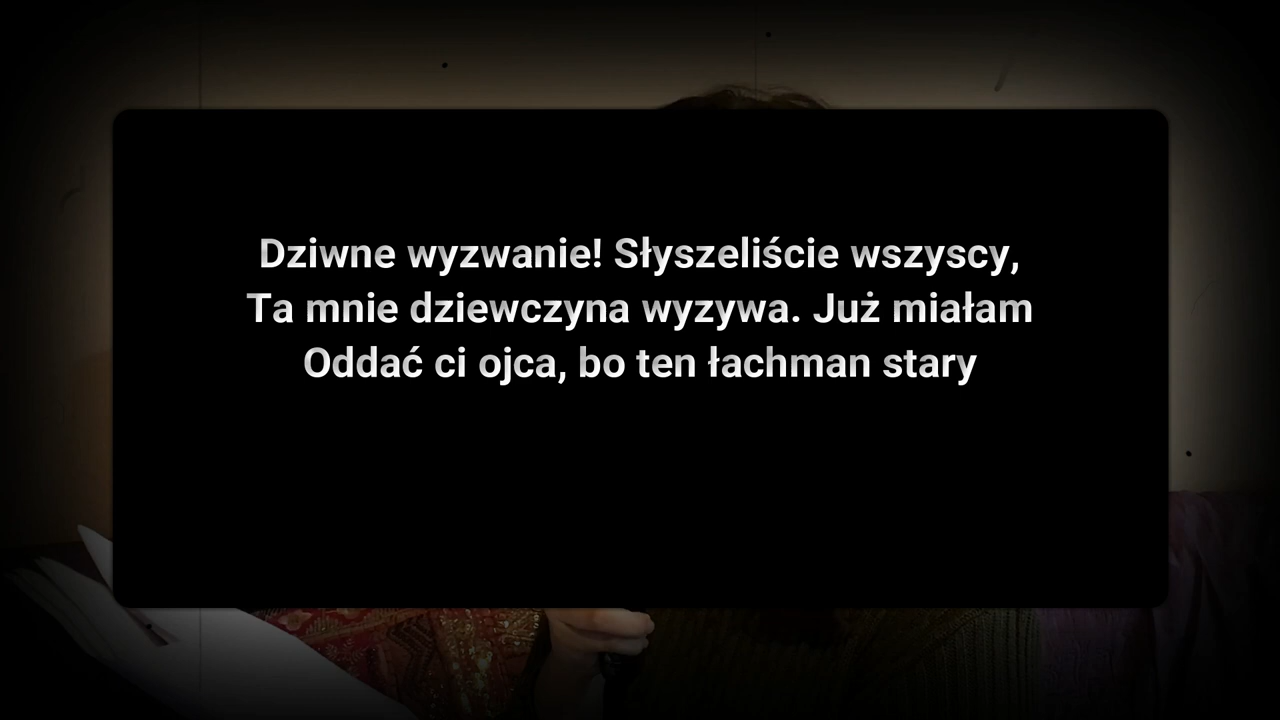 Dziwne wyzwanie! Słyszeliście wszyscy,
Ta mnie dziewczyna wyzywa. Już miałam
Oddać ci ojca, bo ten łachman stary